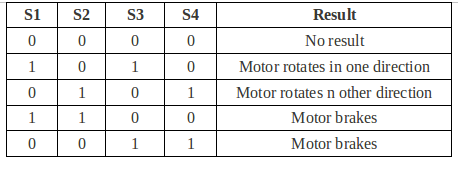 S1 S2 S3 S4 Result
0 0 0 0 No result
1 0 1 0 Motor rotates in one direction
0 1 0 1 Motor rotates n other direction
1 1 0 0 Motor brakes
0 0 1 1 Motor brakes